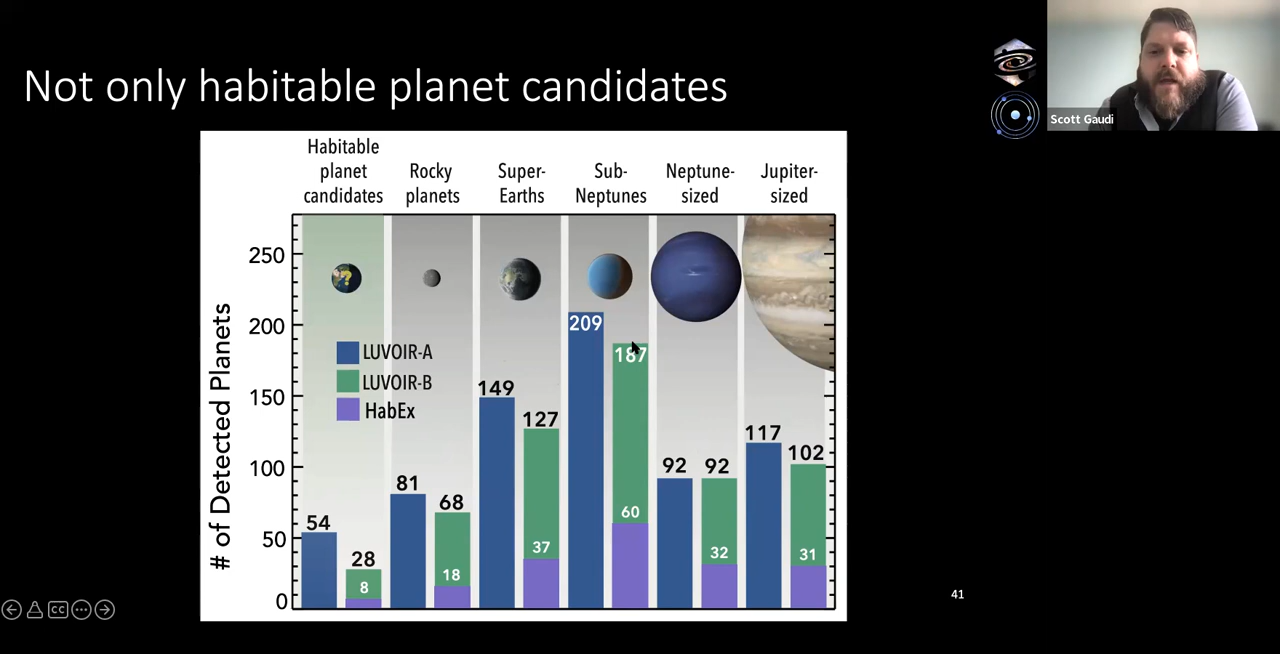 Not only habitable planet candidates
Scott Gaudi
Habitable
planet
candidates
Rocky
planets
Super-
Earths
Sub-
Neptunes
Neptune-
sized
Jupiter-
sized
# of Detected Planets
250
200
150
100
50
0
?
LUVOIR-A
LUVOIR-B
HabEx
54
28
8
81
68
18
149
127
37
209
187
60
92
92
32
117
102
31
41
CC